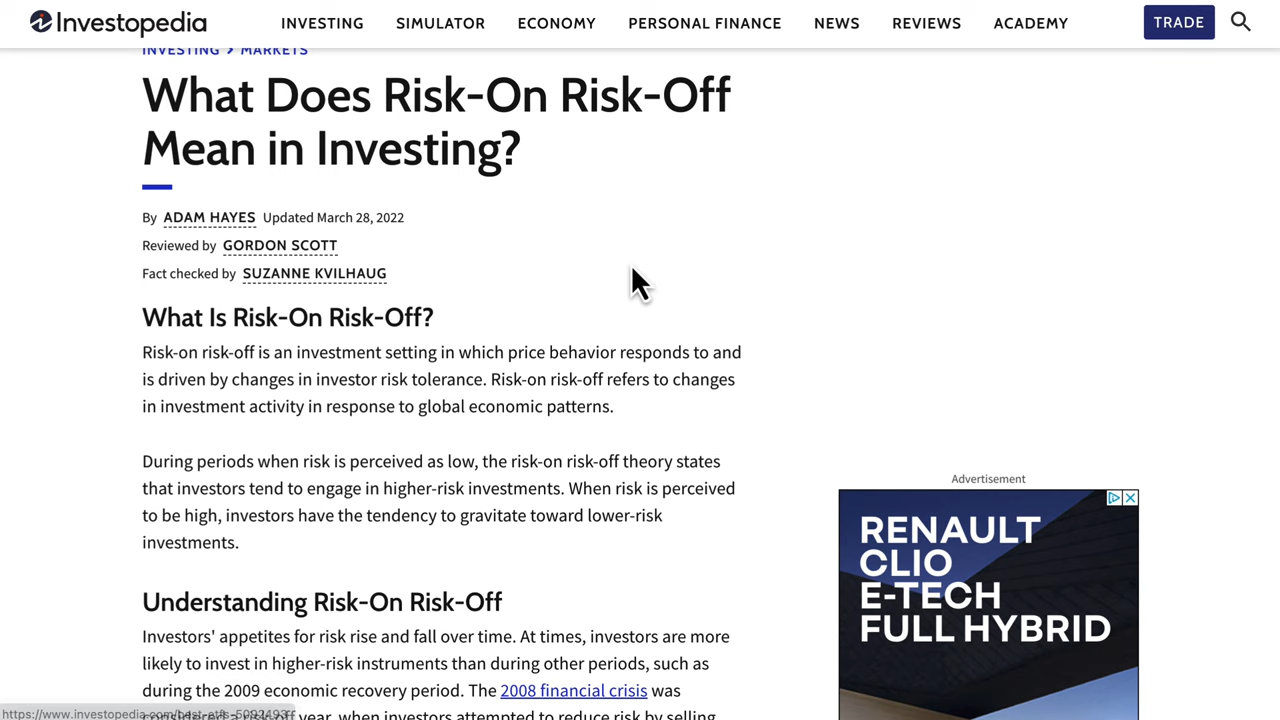 Investopedia
INVESTING SIMULATOR ECONOMY PERSONAL FINANCE NEWS REVIEWS ACADEMY TRADE
INVESTING > MARKETS
What Does Risk-On Risk-Off
Mean in Investing?
By ADAM HAYES Updated March 28, 2022
Reviewed by GORDON SCOTT
Fact checked by SUZANNE KVILHAUG
What Is Risk-On Risk-Off?
Risk-on risk-off is an investment setting in which price behavior responds to and
is driven by changes in investor risk tolerance. Risk-on risk-off refers to changes
in investment activity in response to global economic patterns.
During periods when risk is perceived as low, the risk-on risk-off theory states
that investors tend to engage in higher-risk investments. When risk is perceived
to be high, investors have the tendency to gravitate toward lower-risk
investments.
Understanding Risk-On Risk-Off
Investors' appetites for risk rise and fall over time. At times, investors are more
likely to invest in higher-risk instruments than during other periods, such as
during the 2009 economic recovery period. The 2008 financial crisis was
year, when investors attempted to reduce risk by selling
Advertisement
RENAULT
CLIO
E-TECH
FULL HYBRID